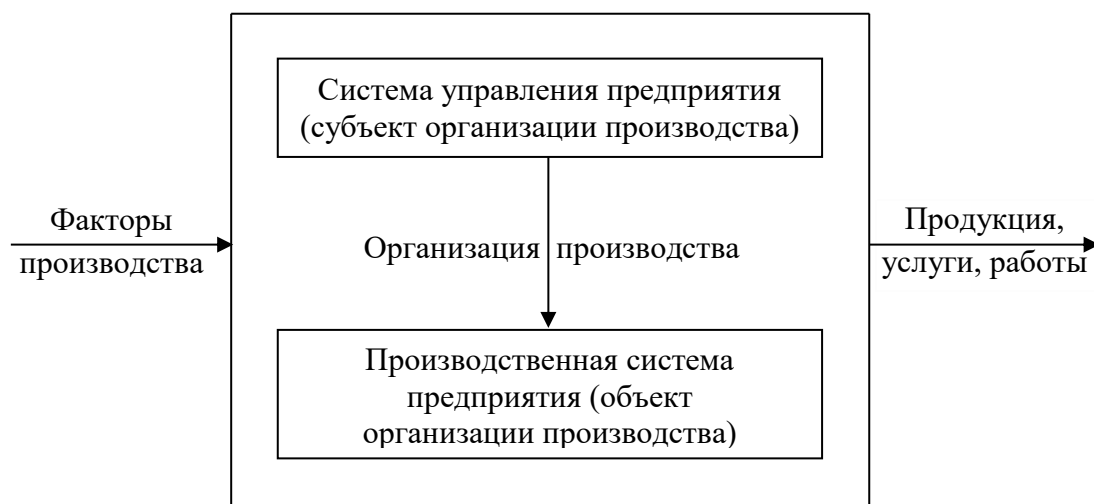 Система управления предприятия
(субъект организации производства)
Факторы
производства
Организация производства
Продукция,
услуги, работы
Производственная система
предприятия (объект
организации производства)